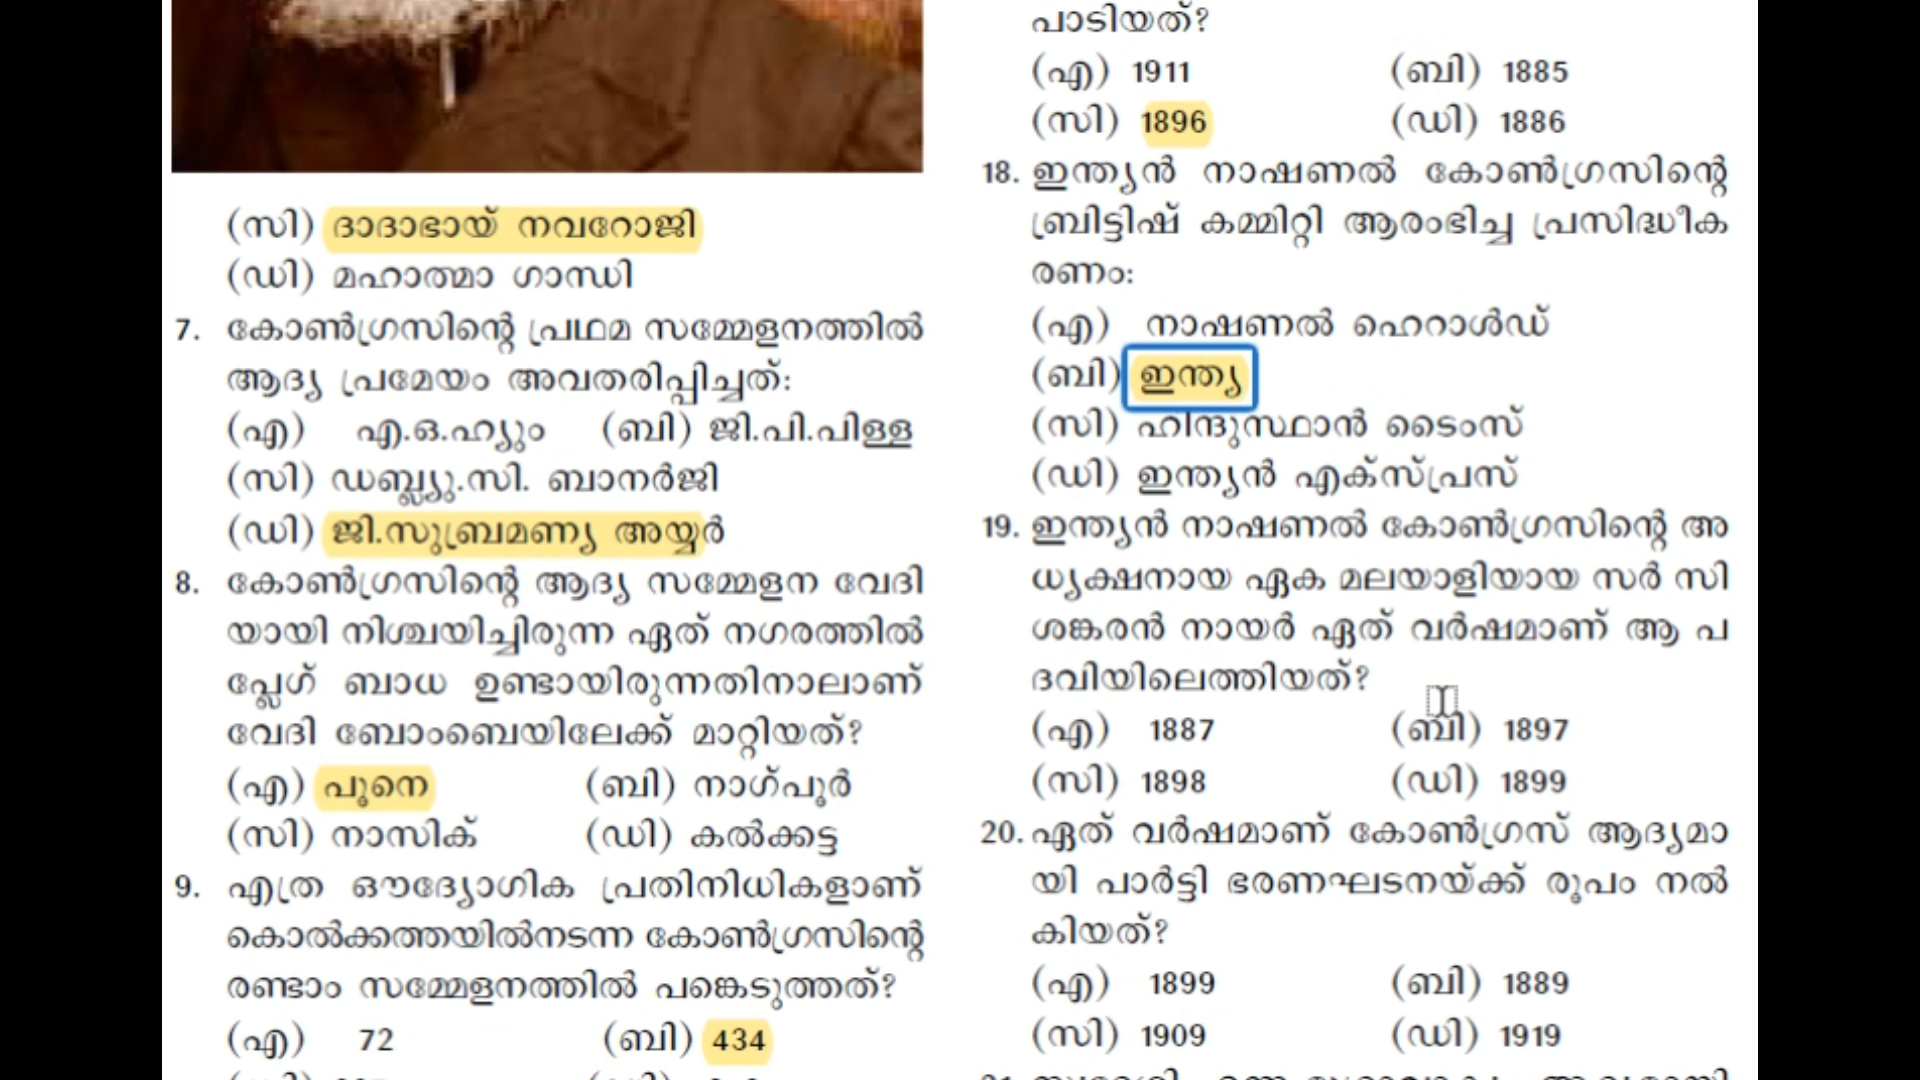 (സി) ദാദാഭായ് നവറോജി
(ഡി) മഹാത്മാ ഗാന്ധി
7. കോൺഗ്രസിന്റെ പ്രഥമ സമ്മേളനത്തിൽ
ആദ്യ പ്രമേയം അവതരിപ്പിച്ചത്:
(എ) എ.ഒ.ഹ്യൂം (ബി) ജി.പി.പിള്ള
(സി) ഡബ്ല്യു.സി. ബാനർജി
(ഡി) ജി.സുബ്രമണ്യ അയ്യർ
8. കോൺഗ്രസിന്റെ ആദ്യ സമ്മേളന വേദി
യായി നിശ്ചയിച്ചിരുന്ന ഏത് നഗരത്തിൽ
പ്ലേഗ് ബാധ ഉണ്ടായിരുന്നതിനാലാണ്
വേദി ബോംബെയിലേക്ക് മാറ്റിയത്?
(എ) പൂനെ (ബി) നാഗ്പൂർ
(സി) നാസിക് (ഡി) കൽക്കട്ട
9. എത്ര ഔദ്യോഗിക പ്രതിനിധികളാണ്
കൊൽക്കത്തയിൽനടന്ന കോൺഗ്രസിന്റെ
രണ്ടാം സമ്മേളനത്തിൽ പങ്കെടുത്തത്?
(എ) 72 (ബി) 434
പാടിയത്?
(എ) 1911 (ബി) 1885
(സി) 1896 (ഡി) 1886
18. ഇന്ത്യൻ നാഷണൽ കോൺഗ്രസിന്റെ
ബ്രിട്ടിഷ് കമ്മിറ്റി ആരംഭിച്ച പ്രസിദ്ധീക
രണം:
(എ) നാഷണൽ ഹെറാൾഡ്
(ബി) ഇന്ത്യ
(സി) ഹിന്ദുസ്ഥാൻ ടൈംസ്
(ഡി) ഇന്ത്യൻ എക്സ്പ്രസ്
19. ഇന്ത്യൻ നാഷണൽ കോൺഗ്രസിന്റെ അ
ധ്യക്ഷനായ ഏക മലയാളിയായ സർ സി
ശങ്കരൻ നായർ ഏത് വർഷമാണ് ആ പ
ദവിയിലെത്തിയത്?
(എ) 1887 (ബി) 1897
(സി) 1898 (ഡി) 1899
20. ഏത് വർഷമാണ് കോൺഗ്രസ് ആദ്യമാ
യി പാർട്ടി ഭരണഘടനയ്ക്ക് രൂപം നൽ
കിയത്?
(എ) 1899 (ബി) 1889
(സി) 1909 (ഡി) 1919